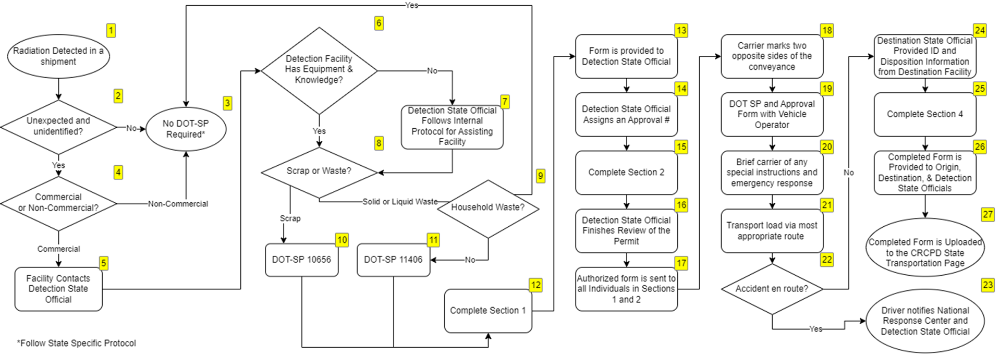 Yes
1
Radiation Detected in a
shipment
2
Unexpected and
unidentified?
No
3
No DOT-SP
Required*
Yes
4
Commercial
or Non-Commercial?
Non-Commercial
Commercial
5
Facility Contacts
Detection State
Official
*Follow State Specific Protocol
6
Detection Facility
Has Equipment &
Knowledge?
No
7
Detection State Official
Follows Internal
Protocol for Assisting
Facility
Yes
8
Scrap or Waste?
Solid or Liquid Waste
9
Household Waste?
Scrap
10
DOT-SP 10656
11
DOT-SP 11406
No
12
Complete Section 1
13
Form is provided to
Detection State Official
14
Detection State Official
Assigns an Approval #
15
Complete Section 2
16
Detection State Official
Finishes Review of the
Permit
17
Authorized form is sent to
all Individuals in Sections
1 and 2
18
Carrier marks two
opposite sides of the
conveyance
19
DOT SP and Approval
Form with Vehicle
Operator
20
Brief carrier of any
special instructions and
emergency response
21
Transport load via most
appropriate route
22
Accident en route?
No
Yes
23
Driver notifies National
Response Center and
Detection State Official
24
Destination State Official
Provided ID and
Disposition Information
from Destination Facility
25
Complete Section 4
26
Completed Form is
Provided to Origin,
Destination, & Detection
State Officials
27
Completed Form is Uploaded
to the CRCPD State
Transportation Page